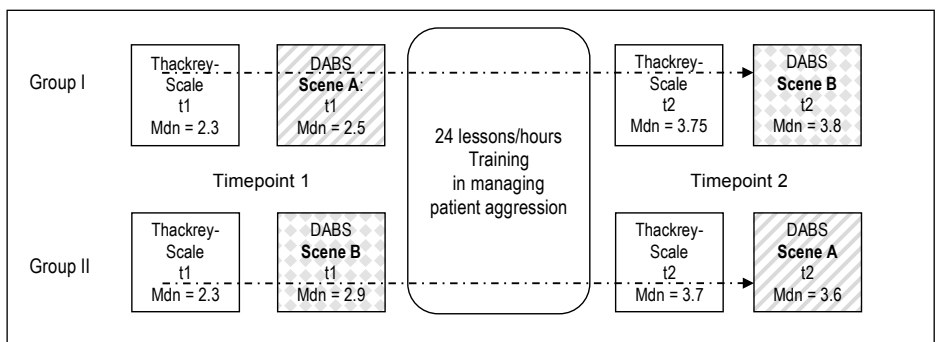 Group I
Thackrey-
Scale
t1
Mdn = 2.3
DABS
Scene A:
t1
Mdn = 2.5
24 lessons/hours
Training
in managing
patient aggression
Thackrey-
Scale
t2
Mdn = 3.75
DABS
Scene B
t2
Mdn = 3.8
Timepoint 1
Timepoint 2
Group II
Thackrey-
Scale
t1
Mdn = 2.3
DABS
Scene B
t1
Mdn = 2.9
Thackrey-
Scale
t2
Mdn = 3.7
DABS
Scene A
t2
Mdn = 3.6